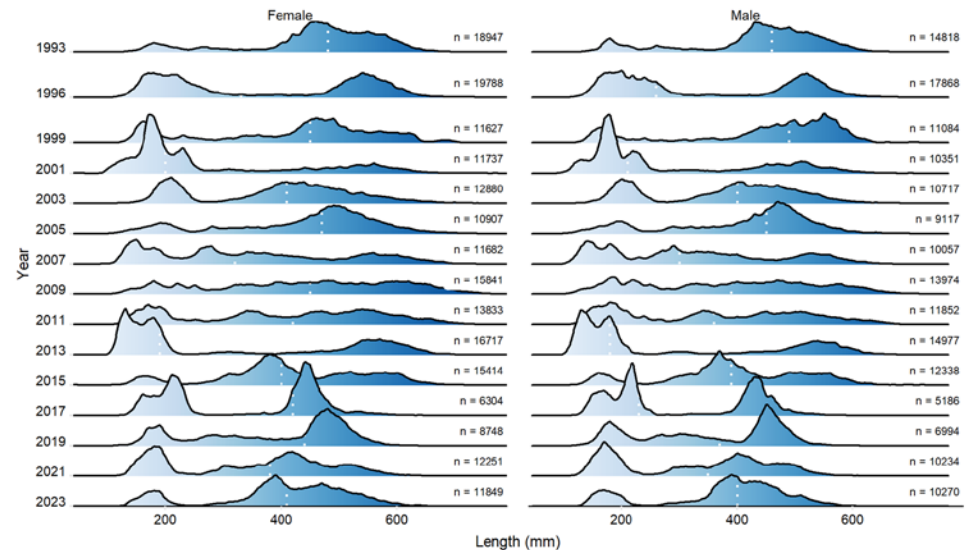 Female Male
1993 n = 18947 n = 14818
1996 n = 19788 n = 17868
1999 n = 11627 n = 11084
2001 n = 11737 n = 10351
2003 n = 12880 n = 10717
2005 n = 10907 n = 9117
Year
2007 n = 11682 n = 10057
2009 n = 15841 n = 13974
2011 n = 13833 n = 11852
2013 n = 16717 n = 14977
2015 n = 15414 n = 12338
2017 n = 6304 n = 5186
2019 n = 8748 n = 6994
2021 n = 12251 n = 10234
2023 n = 11849 n = 10270
200 400 600 200 400 600
Length (mm)